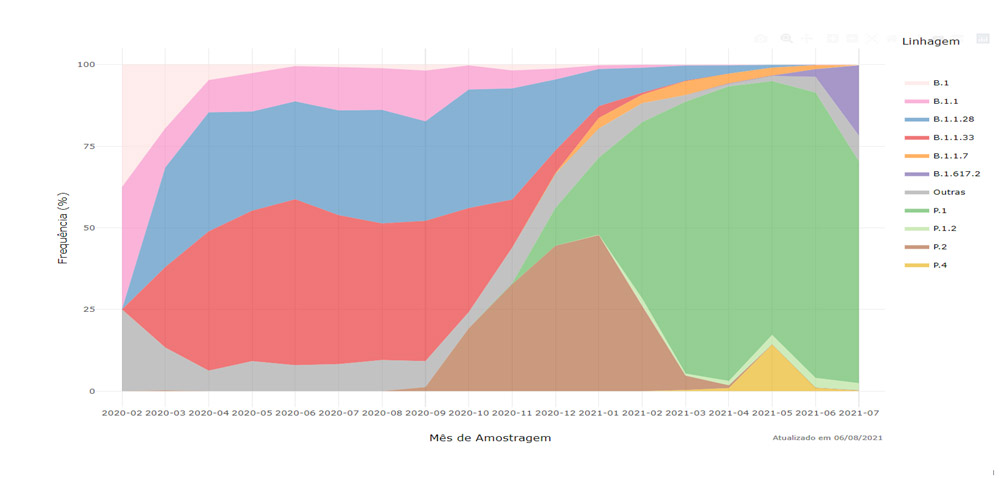 Linhagem
100
75
50
25
0
Frequência (%)
B.1
B.1.1
B.1.1.28
B.1.1.33
B.1.1.7
B.1.617.2
Outras
P.1
P.1.2
P.2
P.4
2020-02 2020-03 2020-04 2020-05 2020-06 2020-07 2020-08 2020-09 2020-10 2020-11 2020-12 2021-01 2021-02 2021-03 2021-04 2021-05 2021-06 2021-07
Mês de Amostragem
Atualizado em 06/08/2021